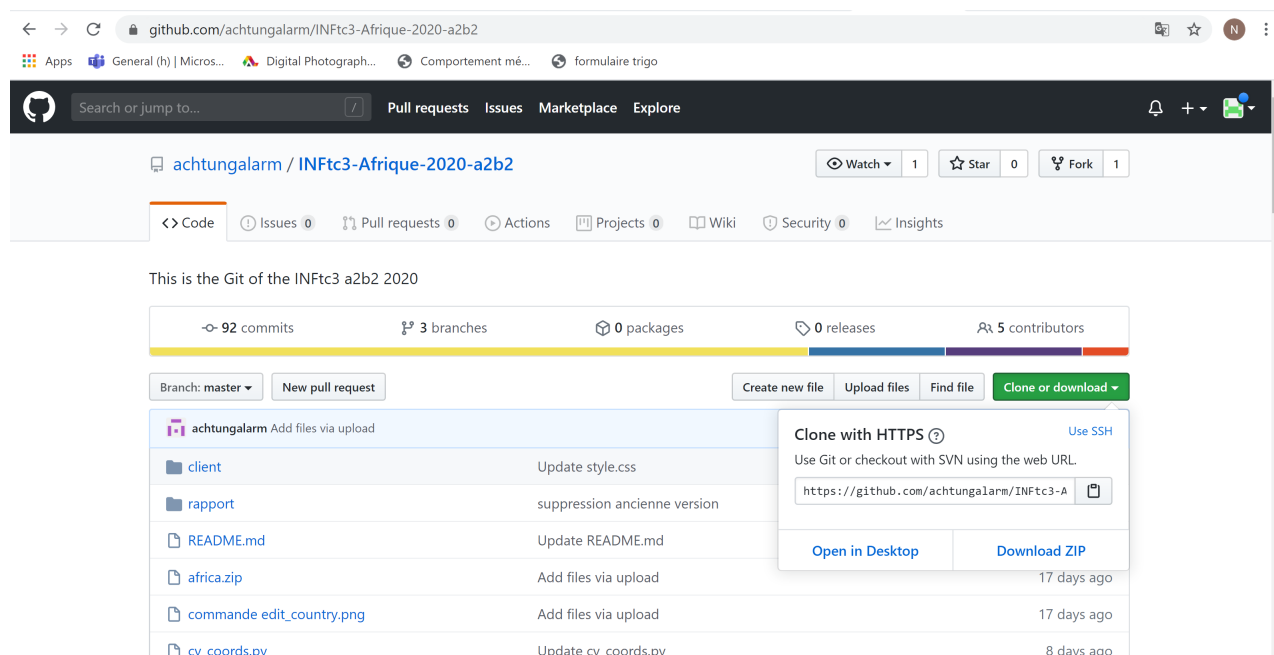 github.com/achtungalarm/INFtc3-Afrique-2020-a2b2
N
Apps General (h) | Micros... Digital Photograph... Comportement mé... formulaire trigo
Search or jump to... / Pull requests Issues Marketplace Explore
achtungalarm / INFtc3-Afrique-2020-a2b2 Watch 1 Star 0 Fork 1
<> Code Issues 0 Pull requests 0 Actions Projects 0 Wiki Security 0 Insights
This is the Git of the INFtc3 a2b2 2020
92 commits 3 branches 0 packages 0 releases 5 contributors
Branch: master New pull request Create new file Upload files Find file Clone or download
achtungalarm Add files via upload
Clone with HTTPS ? Use SSH
Use Git or checkout with SVN using the web URL.
https://github.com/achtungalarm/INFtc3-A
Open in Desktop Download ZIP
client Update style.css
rapport suppression ancienne version
README.md Update README.md
africa.zip Add files via upload 17 days ago
commande edit_country.png Add files via upload 17 days ago
cv_coords.py Update cv_coords.py 8 days ago